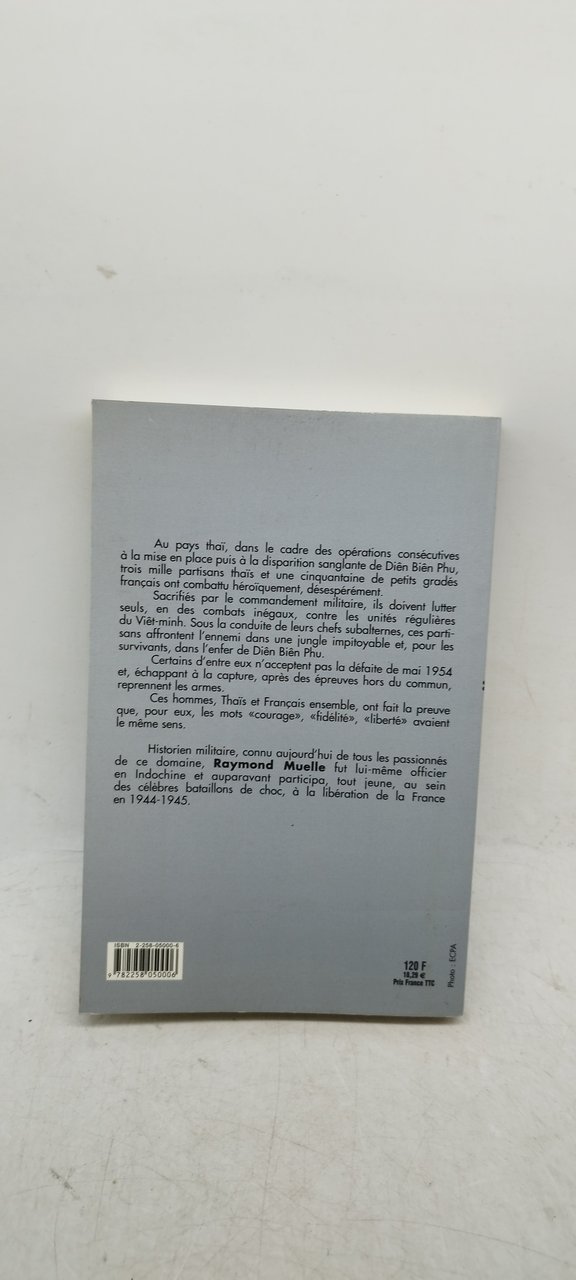 Au pays thaï, dans le cadre des opérations consécutives
à la mise en place puis à la disparition sanglante de Diên Biên Phu,
trois mille partisans thaïs et une cinquantaine de petits gradés
français ont combattu héroïquement, désespérément.
Sacrifiés par le commandement militaire, ils doivent lutter
seuls, en des combats inégaux, contre les unités régulières
du Viêt-minh. Sous la conduite de leurs chefs subalternes, ces parti-
sans affrontent l'ennemi dans une jungle impitoyable et, pour les
survivants, dans l'enfer de Diên Biên Phu.
Certains d'entre eux n'acceptent pas la défaite de mai 1954
et, échappant à la capture, après des épreuves hors du commun,
reprennent les armes.
Ces hommes, Thaïs et Français ensemble, ont fait la preuve
que, pour eux, les mots «courage», «fidélité», «liberté» avaient
le même sens.
Historien militaire, connu aujourd'hui de tous les passionnés
de ce domaine, Raymond Muelle fut lui-même officier
en Indochine et auparavant participa, tout jeune, au sein
des célèbres bataillons de choc, à la libération de la France
en 1944-1945.
ISBN 2-258-05000-6
9 782258 050006
120 F
18,29 €
Prix France TTC
Photo : ECPA